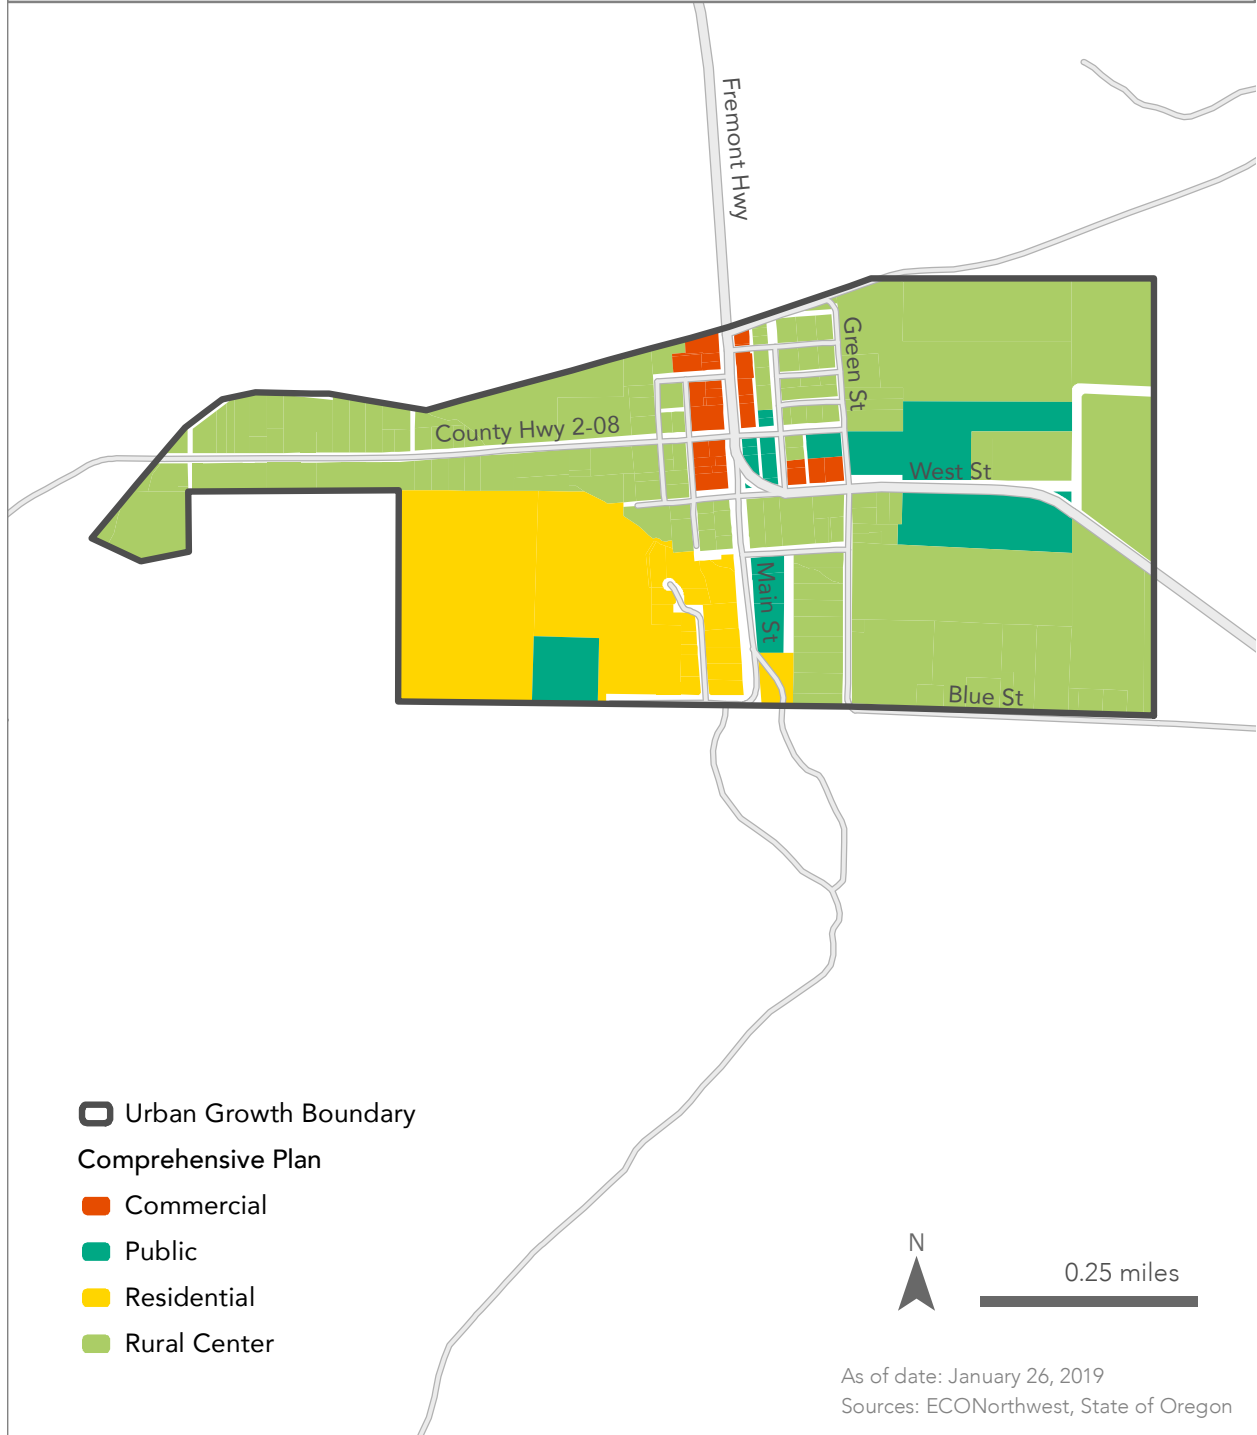 Fremont Hwy
Green St
County Hwy 2-08
West St
Main St
Blue St
Urban Growth Boundary
Comprehensive Plan
Commercial
Public
Residential
Rural Center
N
0.25 miles
As of date: January 26, 2019
Sources: ECONorthwest, State of Oregon